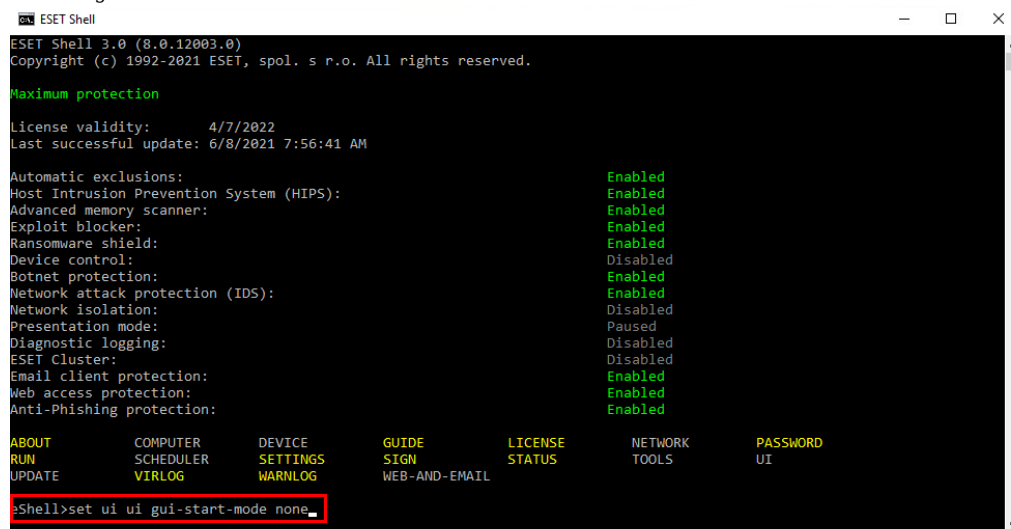 ESET Shell
ESET Shell 3.0 (8.0.12003.0)
Copyright (c) 1992-2021 ESET, spol. s r.o. All rights reserved.
Maximum protection
License validity: 4/7/2022
Last successful update: 6/8/2021 7:56:41 AM
Automatic exclusions: Enabled
Host Intrusion Prevention System (HIPS): Enabled
Advanced memory scanner: Enabled
Exploit blocker: Enabled
Ransomware shield: Enabled
Device control: Disabled
Botnet protection: Enabled
Network attack protection (IDS): Enabled
Network isolation: Disabled
Presentation mode: Paused
Diagnostic logging: Disabled
ESET Cluster: Disabled
Email client protection: Enabled
Web access protection: Enabled
Anti-Phishing protection: Enabled
ABOUT COMPUTER DEVICE GUIDE LICENSE NETWORK PASSWORD
RUN SCHEDULER SETTINGS SIGN STATUS TOOLS UI
UPDATE VIRLOG WARNLOG WEB-AND-EMAIL
eShell>set ui ui gui-start-mode none_